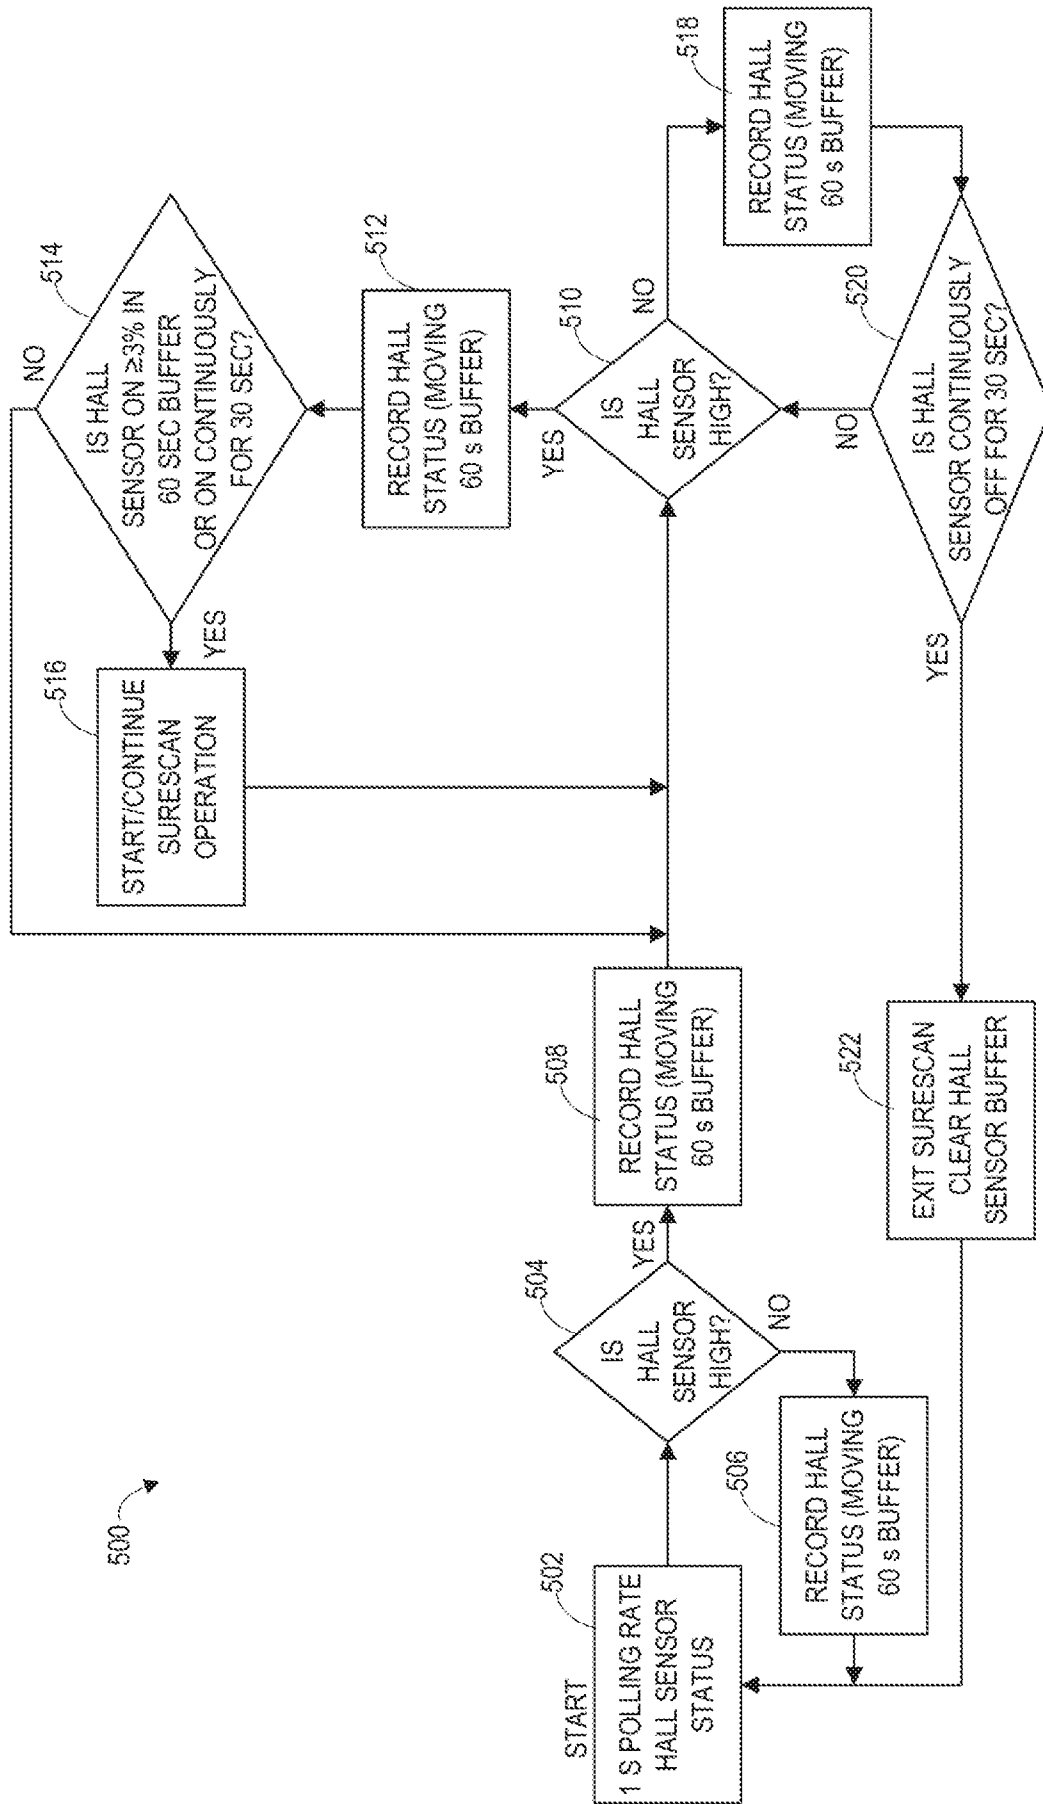 500
START
502
1 S POLLING RATE
HALL SENSOR
STATUS
504
IS
HALL
SENSOR
HIGH?
YES
NO
506
RECORD HALL
STATUS (MOVING
60 s BUFFER)
508
RECORD HALL
STATUS (MOVING
60 s BUFFER)
510
IS
HALL
SENSOR
HIGH?
YES
NO
512
RECORD HALL
STATUS (MOVING
60 s BUFFER)
514
IS HALL
SENSOR ON ≥3% IN
60 SEC BUFFER
OR ON CONTINUOUSLY
FOR 30 SEC?
NO
YES
516
START/CONTINUE
SURESCAN
OPERATION
518
RECORD HALL
STATUS (MOVING
60 s BUFFER)
520
IS HALL
SENSOR CONTINUOUSLY
OFF FOR 30 SEC?
NO
YES
522
EXIT SURESCAN
CLEAR HALL
SENSOR BUFFER